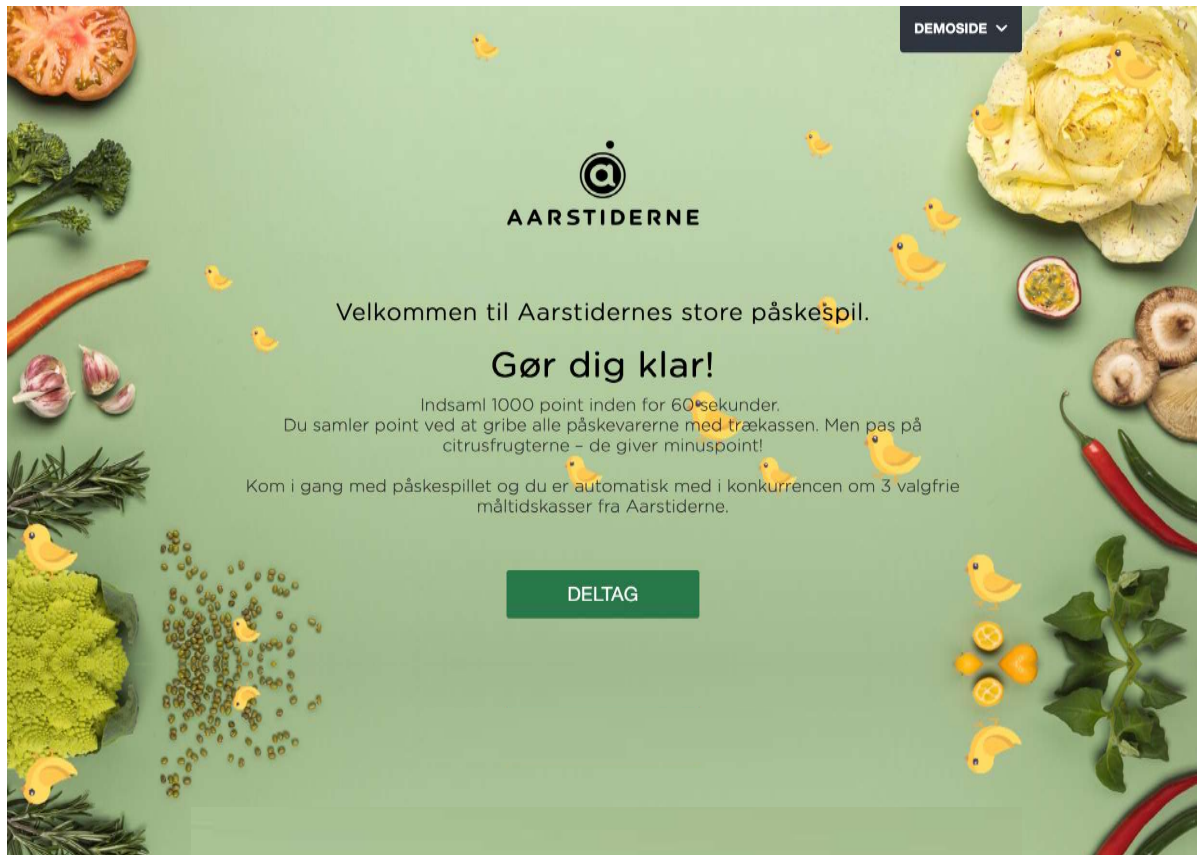 DEMOSIDE
a
AARSTIDERNE
Velkommen til Aarstidernes store påskespil.
Gør dig klar!
Indsaml 1000 point inden for 60 sekunder.
Du samler point ved at gribe alle påskevarerne med trækassen. Men pas på
citrusfrugterne – de giver minuspoint!
Kom i gang med påskespillet og du er automatisk med i konkurrencen om 3 valgfrie
måltidskasser fra Aarstiderne.
DELTAG